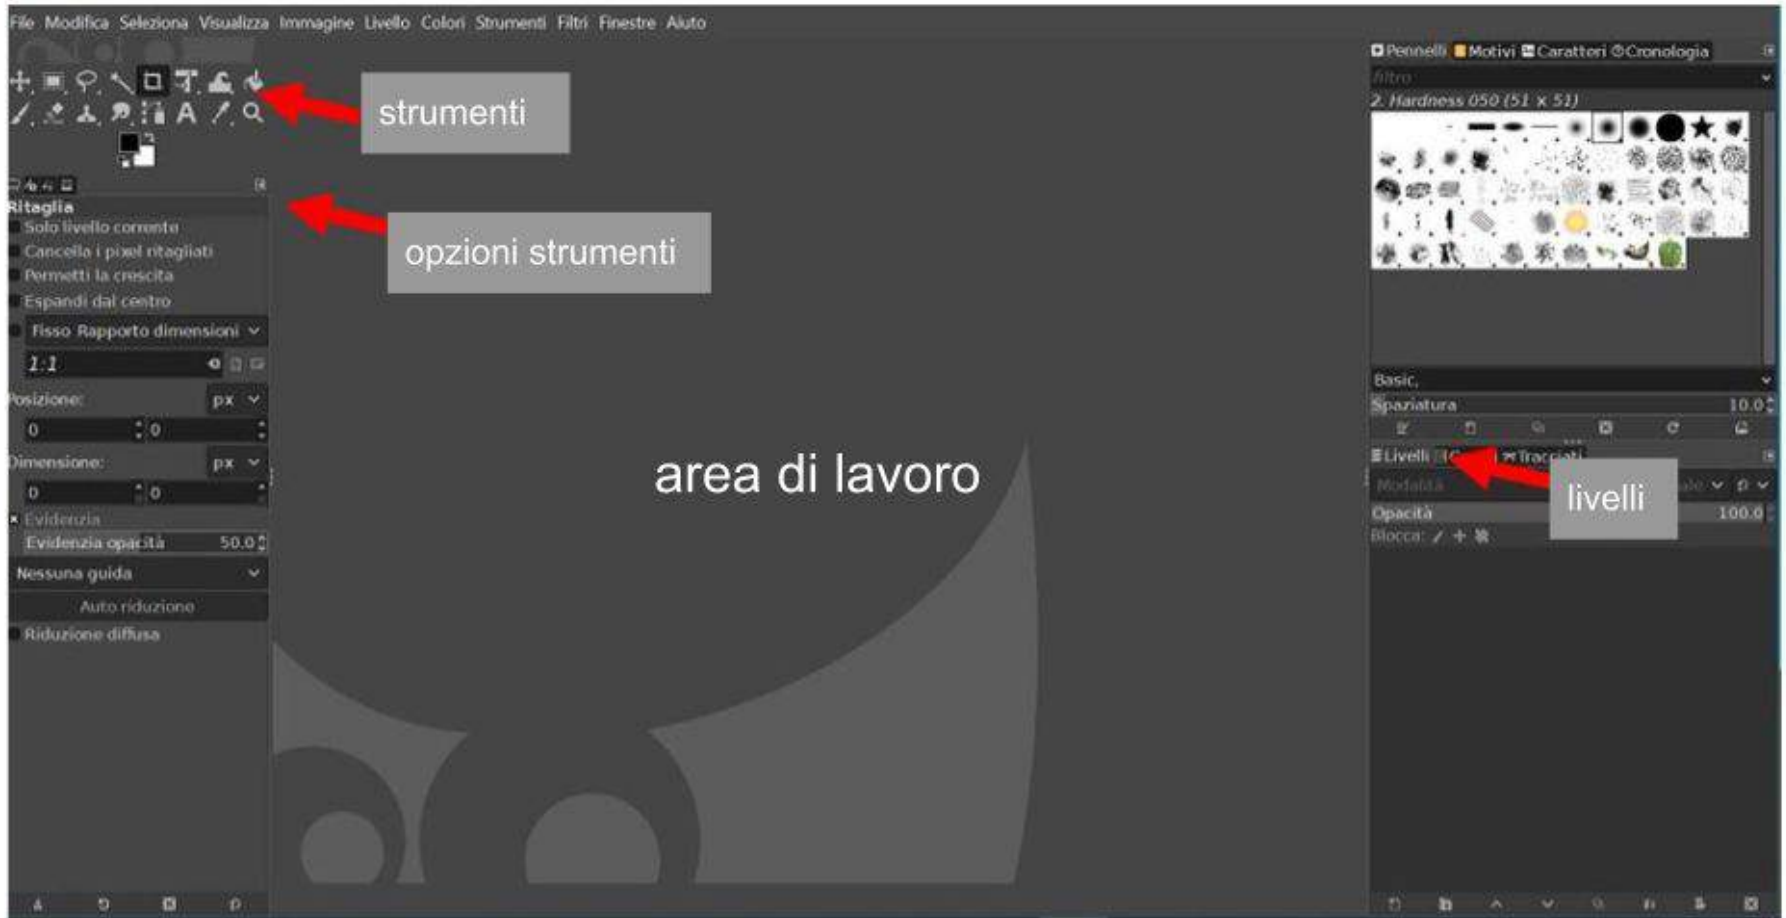 File Modifica Seleziona Visualizza Immagine Livello Colori Strumenti Filtri Finestre Aiuto
strumenti
opzioni strumenti
Ritaglia
Solo livello corrente
Cancella i pixel ritagliati
Permetti la crescita
Espandi dal centro
Fisso Rapporto dimensioni
1:1
Posizione: px
0 0
Dimensione: px
0 0
Evidenzia
Evidenzia opacità 50.0
Nessuna guida
Auto riduzione
Riduzione diffusa
area di lavoro
Pennelli Motivi Caratteri Cronologia
filtro
2. Hardness 050 (51 x 51)
Basic,
Spaziatura 10.0
Livelli Tracciati
Modalità
livelli
Opacità 100.0
Blocca: